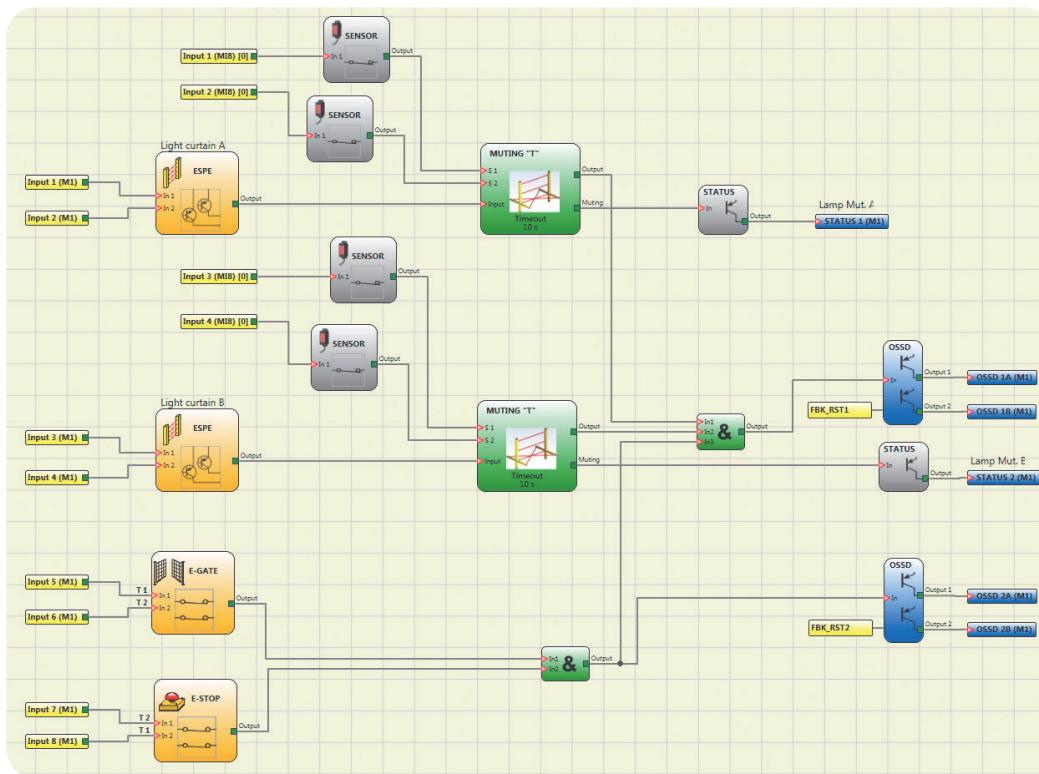 SENSOR
Input 1 (MI8) [0]
In 1
Output
Input 2 (MI8) [0]
SENSOR
In 1
Output
Light curtain A
ESPE
Input 1 (M1)
Input 2 (M1)
In 1
In 2
Output
MUTING "T"
S 1
S 2
Input
Output
Muting
Timeout
10 s
STATUS
In
Output
Lamp Mut. A
STATUS 1 (M1)
SENSOR
Input 3 (MI8) [0]
In 1
Output
Input 4 (MI8) [0]
SENSOR
In 1
Output
Light curtain B
ESPE
Input 3 (M1)
Input 4 (M1)
In 1
In 2
Output
MUTING "T"
S 1
S 2
Input
Output
Muting
Timeout
10 s
In1
In2
In3
&
Output
OSSD
In
Output 1
Output 2
FBK_RST1
OSSD 1A (M1)
OSSD 1B (M1)
STATUS
In
Output
Lamp Mut. B
STATUS 2 (M1)
E-GATE
Input 5 (M1)
Input 6 (M1)
T 1
T 2
In 1
In 2
Output
E-STOP
Input 7 (M1)
Input 8 (M1)
T 2
T 1
In 1
In 2
Output
In1
In2
&
Output
OSSD
In
Output 1
Output 2
FBK_RST2
OSSD 2A (M1)
OSSD 2B (M1)